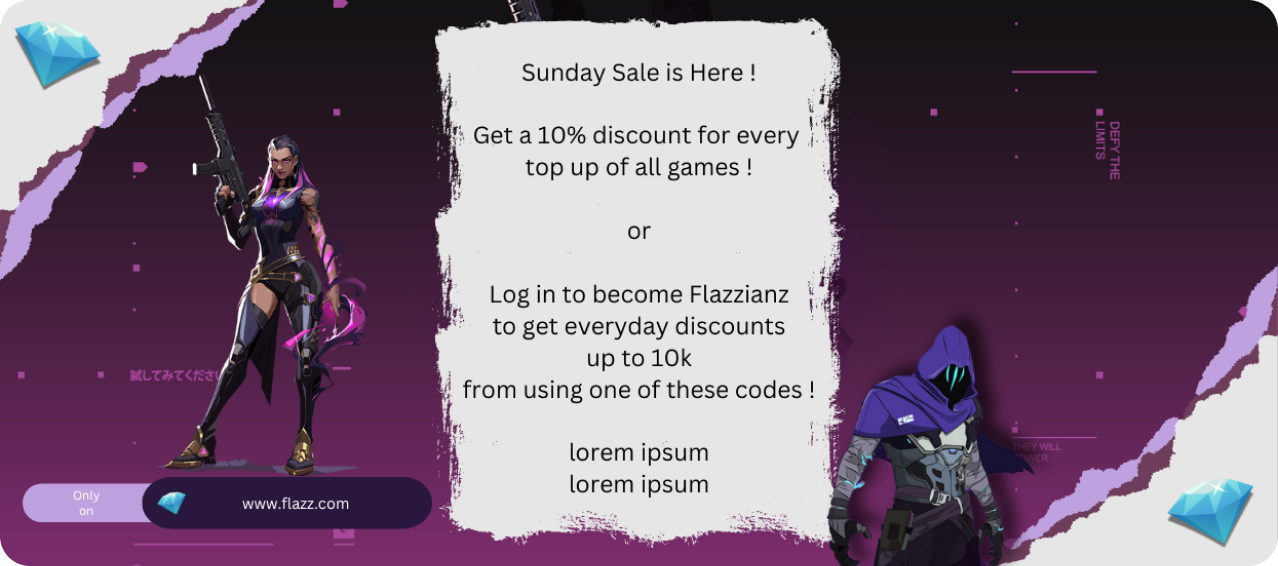 Sunday Sale is Here !
Get a 10% discount for every
top up of all games !
or
Log in to become Flazzianz
to get everyday discounts
up to 10k
from using one of these codes !
lorem ipsum
lorem ipsum
DEFY THE
LIMITS
試してみてくださ
THEY WILL
Only
on
www.flazz.com